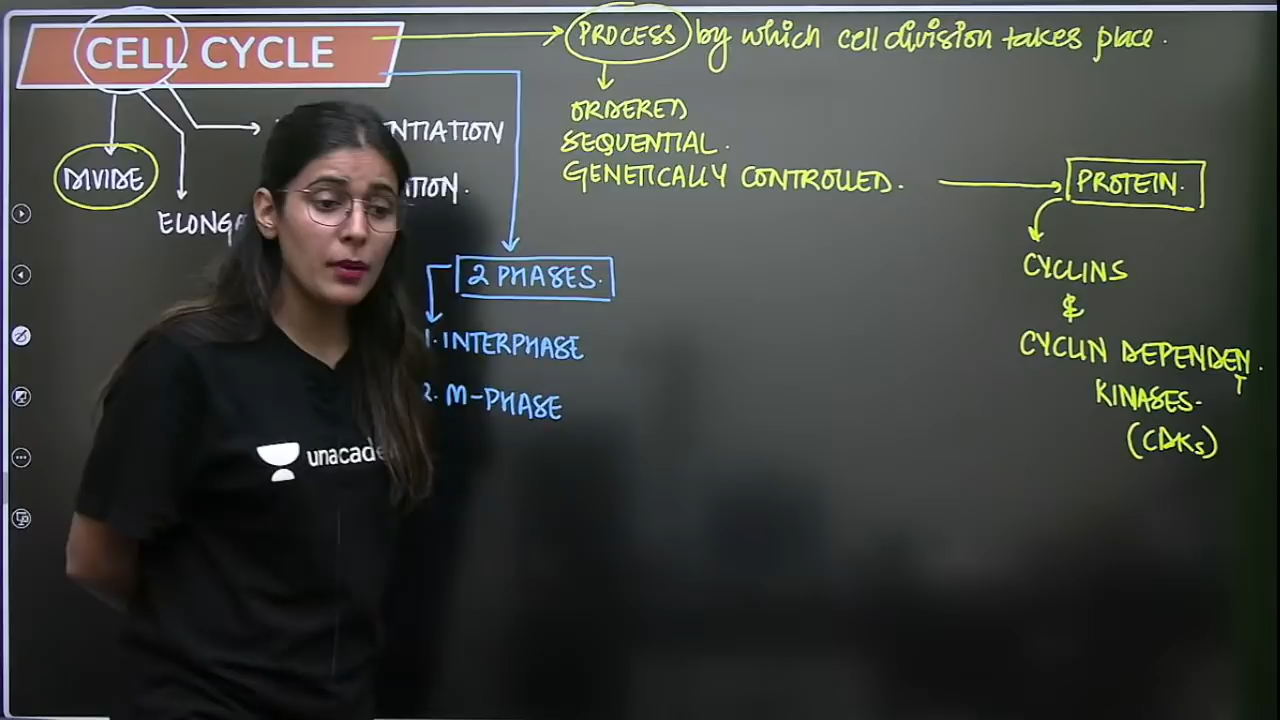 CELL CYCLE
PROCESS by which cell division takes place.
ORDERED
SEQUENTIAL.
GENETICALLY CONTROLLED.
PROTEIN.
CYCLINS
&
CYCLIN DEPENDENT
KINASES.
(CDKs)
NTIATION
DIVIDE
TION.
ELONGA
2 PHASES.
1. INTERPHASE
2. M-PHASE
unacade